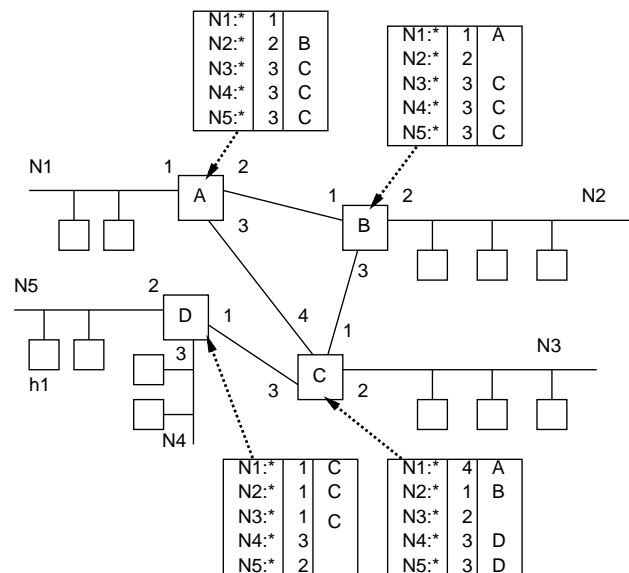 N1:* 1
N2:* 2 B
N3:* 3 C
N4:* 3 C
N5:* 3 C
N1:* 1 A
N2:* 2
N3:* 3 C
N4:* 3 C
N5:* 3 C
N1 1 A 2 3
1 B 2 N2 3
N5 2 D 1 3
h1
N4
4 1 C 3 2 N3
N1:* 1 C
N2:* 1 C
N3:* 1 C
N4:* 3
N5:* 2
N1:* 4 A
N2:* 1 B
N3:* 2
N4:* 3 D
N5:* 3 D